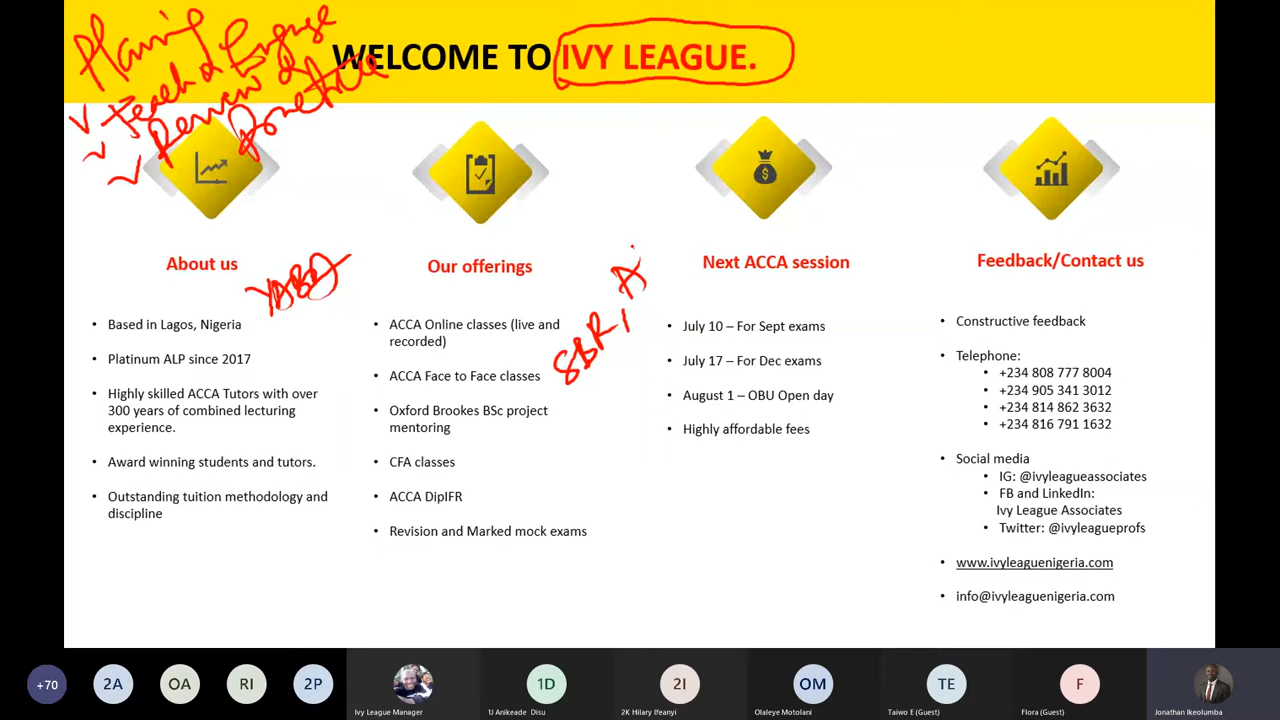 Planing
Teach & Engage
Review &
Practice
WELCOME TO IVY LEAGUE.
About us
YABA
Based in Lagos, Nigeria
Platinum ALP since 2017
Highly skilled ACCA Tutors with over
300 years of combined lecturing
experience.
Award winning students and tutors.
Outstanding tuition methodology and
discipline
Our offerings
SBR I A
ACCA Online classes (live and
recorded)
ACCA Face to Face classes
Oxford Brookes BSc project
mentoring
CFA classes
ACCA DipIFR
Revision and Marked mock exams
Next ACCA session
July 10 – For Sept exams
July 17 – For Dec exams
August 1 – OBU Open day
Highly affordable fees
Feedback/Contact us
Constructive feedback
Telephone:
+234 808 777 8004
+234 905 341 3012
+234 814 862 3632
+234 816 791 1632
Social media
IG: @ivyleagueassociates
FB and LinkedIn:
Ivy League Associates
Twitter: @ivyleagueprofs
www.ivyleaguenigeria.com
info@ivyleaguenigeria.com
+70
2A
OA
RI
2P
Ivy League Manager
1D
1J Anikeade Disu
2I
2K Hilary Ifeanyi
OM
Olaleye Motolani
TE
Taiwo E (Guest)
F
Flora (Guest)
Jonathan Ikeolumba